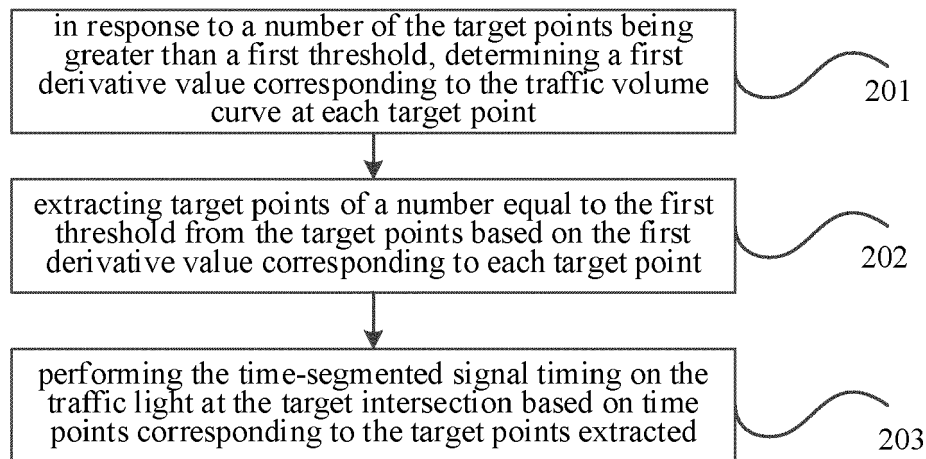 in response to a number of the target points being
greater than a first threshold, determining a first
derivative value corresponding to the traffic volume
curve at each target point
201
extracting target points of a number equal to the first
threshold from the target points based on the first
derivative value corresponding to each target point
202
performing the time-segmented signal timing on the
traffic light at the target intersection based on time
points corresponding to the target points extracted
203